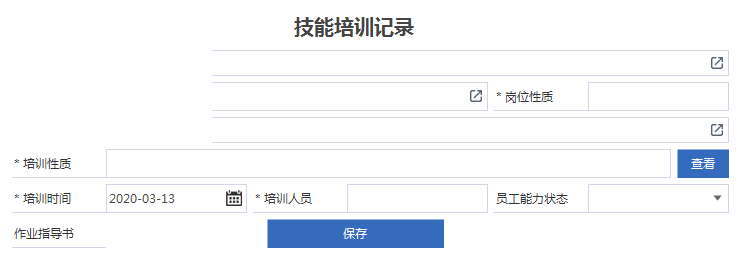 技能培训记录
* 岗位性质
* 培训性质 查看
* 培训时间 2020-03-13 * 培训人员 员工能力状态
作业指导书 保存